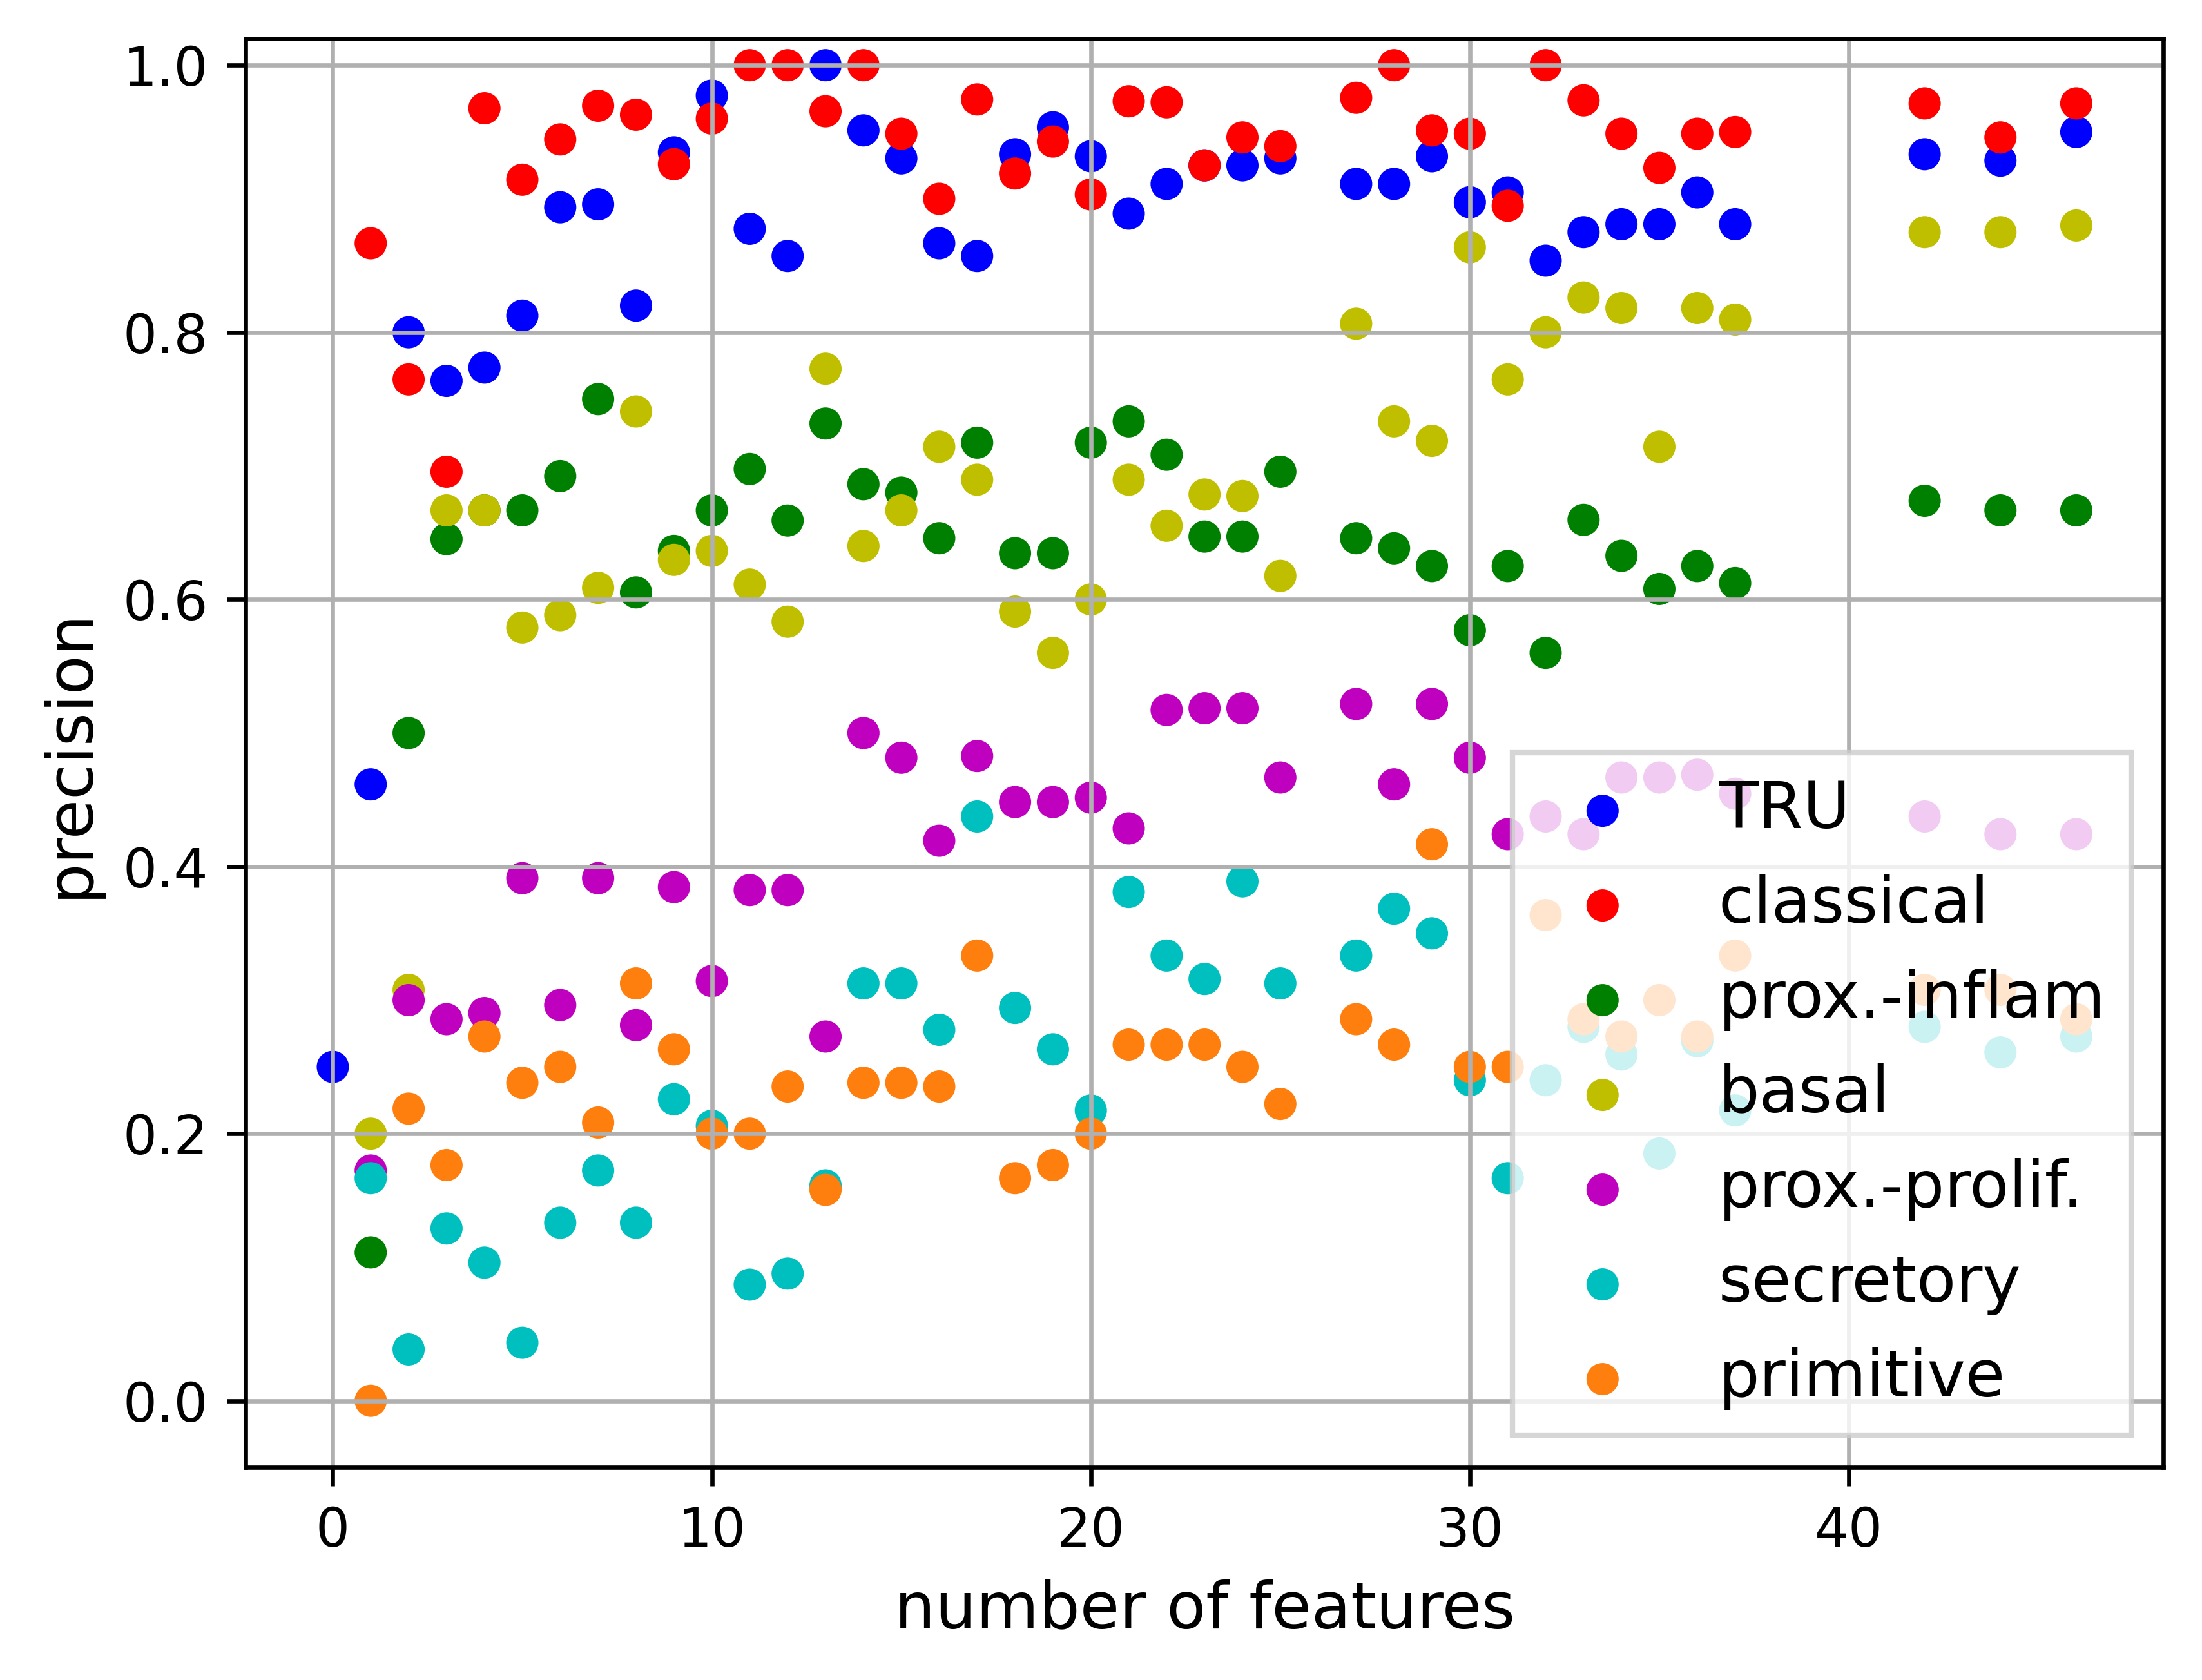 1.0
0.8
0.6
0.4
0.2
0.0
precision
0
10
20
30
40
number of features
TRU
classical
prox.-inflam
basal
prox.-prolif.
secretory
primitive